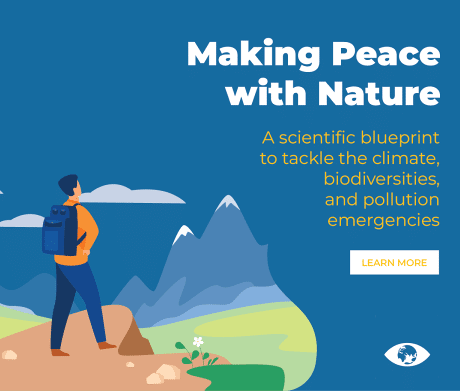 Making Peace
with Nature
A scientific blueprint
to tackle the climate,
biodiversities,
and pollution
emergencies
LEARN MORE